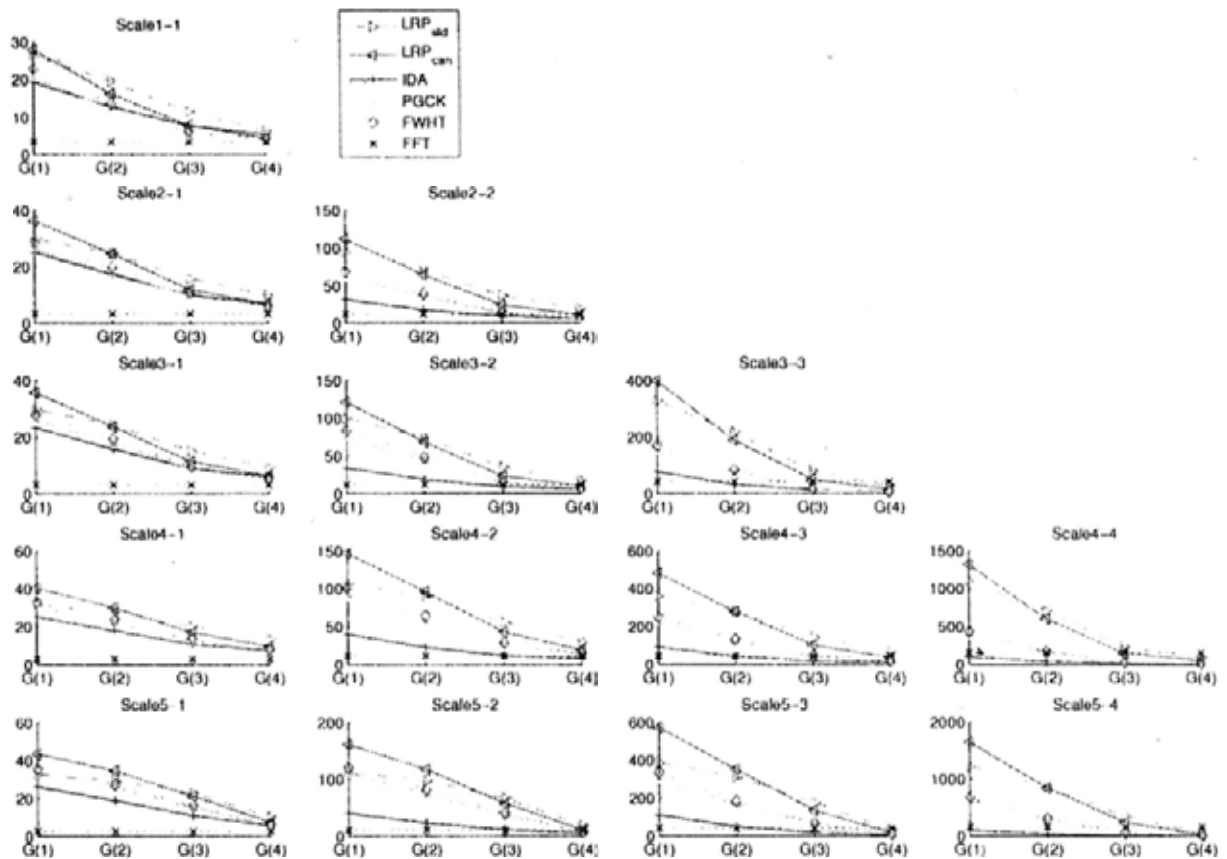 Scale1-1
30
20
10
0
G(1) G(2) G(3) G(4)
LRP std
LRP can
IDA
PGCK
FWHT
FFT
Scale2-1
40
20
0
G(1) G(2) G(3) G(4)
Scale2-2
150
100
50
0
G(1) G(2) G(3) G(4)
Scale3-1
40
20
0
G(1) G(2) G(3) G(4)
Scale3-2
150
100
50
0
G(1) G(2) G(3) G(4)
Scale3-3
400
200
0
G(1) G(2) G(3) G(4)
Scale4-1
60
40
20
0
G(1) G(2) G(3) G(4)
Scale4-2
150
100
50
0
G(1) G(2) G(3) G(4)
Scale4-3
600
400
200
0
G(1) G(2) G(3) G(4)
Scale4-4
1500
1000
500
0
G(1) G(2) G(3) G(4)
Scale5-1
60
40
20
0
G(1) G(2) G(3) G(4)
Scale5-2
200
100
0
G(1) G(2) G(3) G(4)
Scale5-3
600
400
200
0
G(1) G(2) G(3) G(4)
Scale5-4
2000
1000
0
G(1) G(2) G(3) G(4)